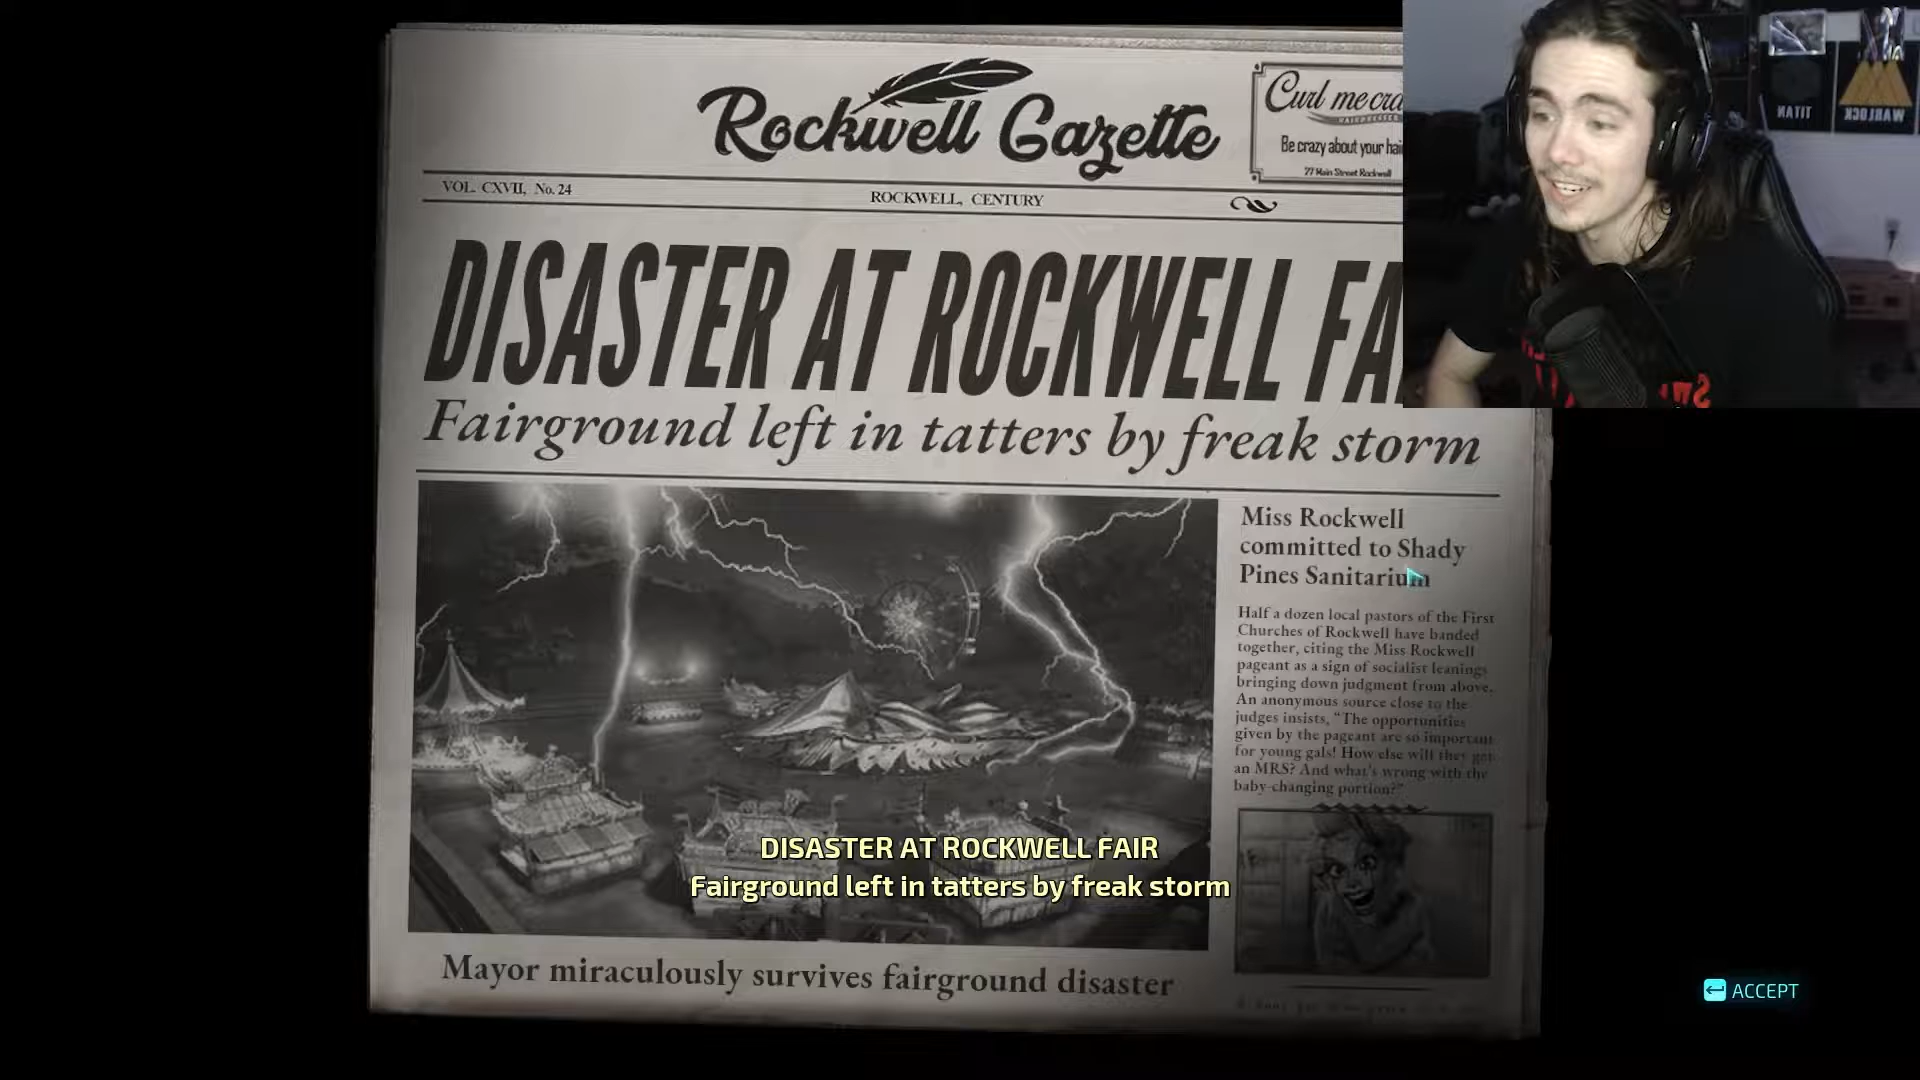 Rockwell Gazette
Curl me cra
HAIRDRESSER
Be crazy about your hai
77 Main Street Rockwell
VOL. CXVII, No. 24
ROCKWELL, CENTURY
DISASTER AT ROCKWELL FA
Fairground left in tatters by freak storm
Miss Rockwell
committed to Shady
Pines Sanitarium
Half a dozen local pastors of the First
Churches of Rockwell have banded
together, citing the Miss Rockwell
pageant as a sign of socialist leanings
bringing down judgment from above.
An anonymous source close to the
judges insists, “The opportunities
given by the pageant are so important
for young gals! How else will they get
an MRS? And what's wrong with the
baby-changing portion?”
DISASTER AT ROCKWELL FAIR
Fairground left in tatters by freak storm
Mayor miraculously survives fairground disaster
ACCEPT
TITAN
WARLOCK